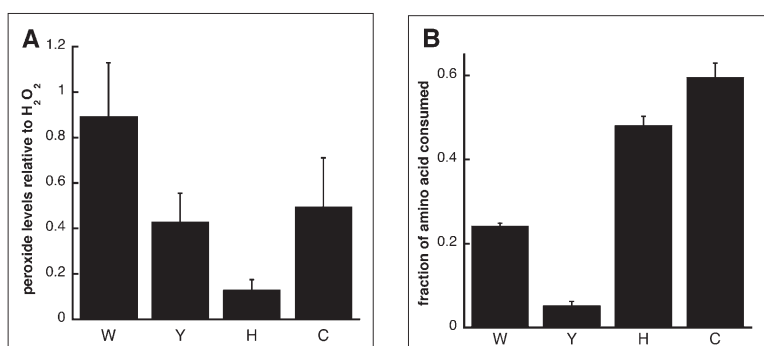 A
peroxide levels relative to H2O2
1.2
1
0.8
0.6
0.4
0.2
0
W Y H C
B
fraction of amino acid consumed
0.6
0.4
0.2
0
W Y H C